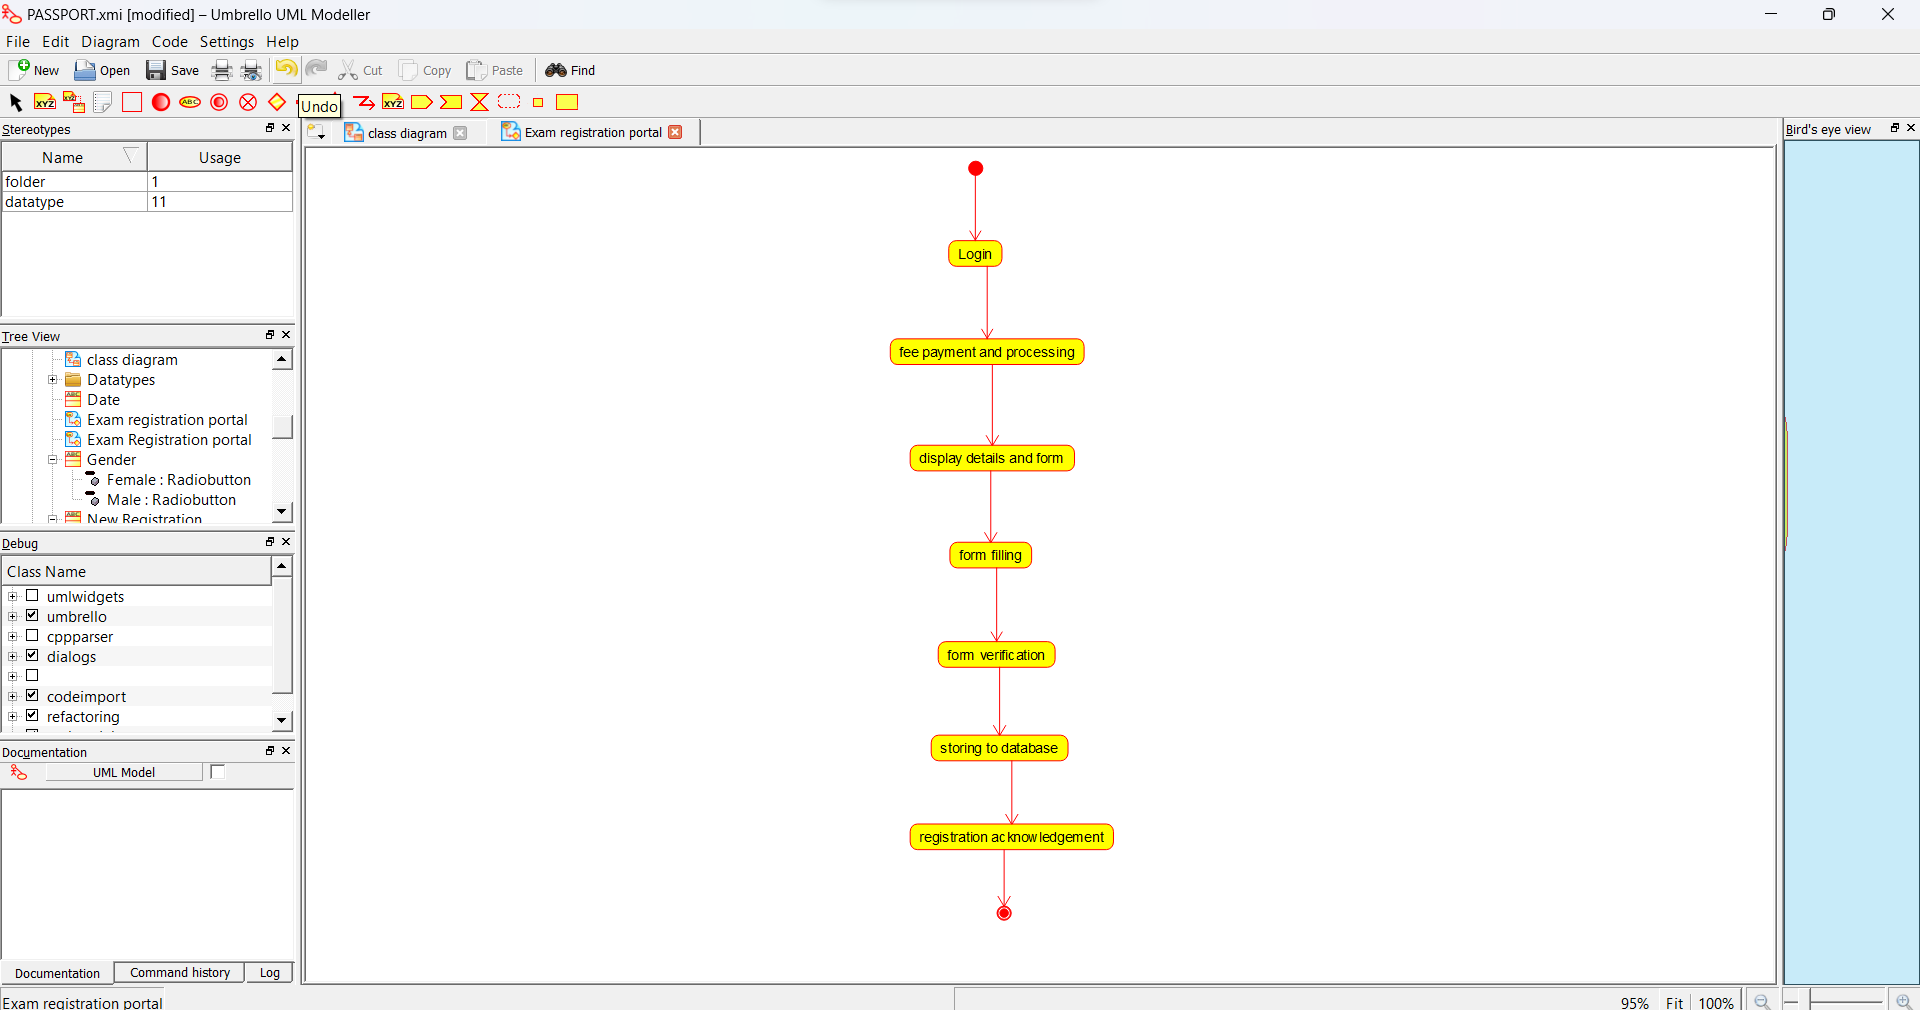 PASSPORT.xmi [modified] – Umbrello UML Modeller
File Edit Diagram Code Settings Help
New Open Save Cut Copy Paste Find
XYZ XYZ ABC XYZ
Undo
Stereotypes
Name Usage
folder 1
datatype 11
Tree View
class diagram
Datatypes
Date
Exam registration portal
Exam Registration portal
Gender
Female : Radiobutton
Male : Radiobutton
New Registration
Debug
Class Name
umlwidgets
umbrello
cppparser
dialogs
codeimport
refactoring
Documentation
UML Model
Documentation Command history Log
Exam registration portal
class diagram Exam registration portal
Login
fee payment and processing
display details and form
form filling
form verification
storing to database
registration acknowledgement
Bird's eye view
95% Fit 100%